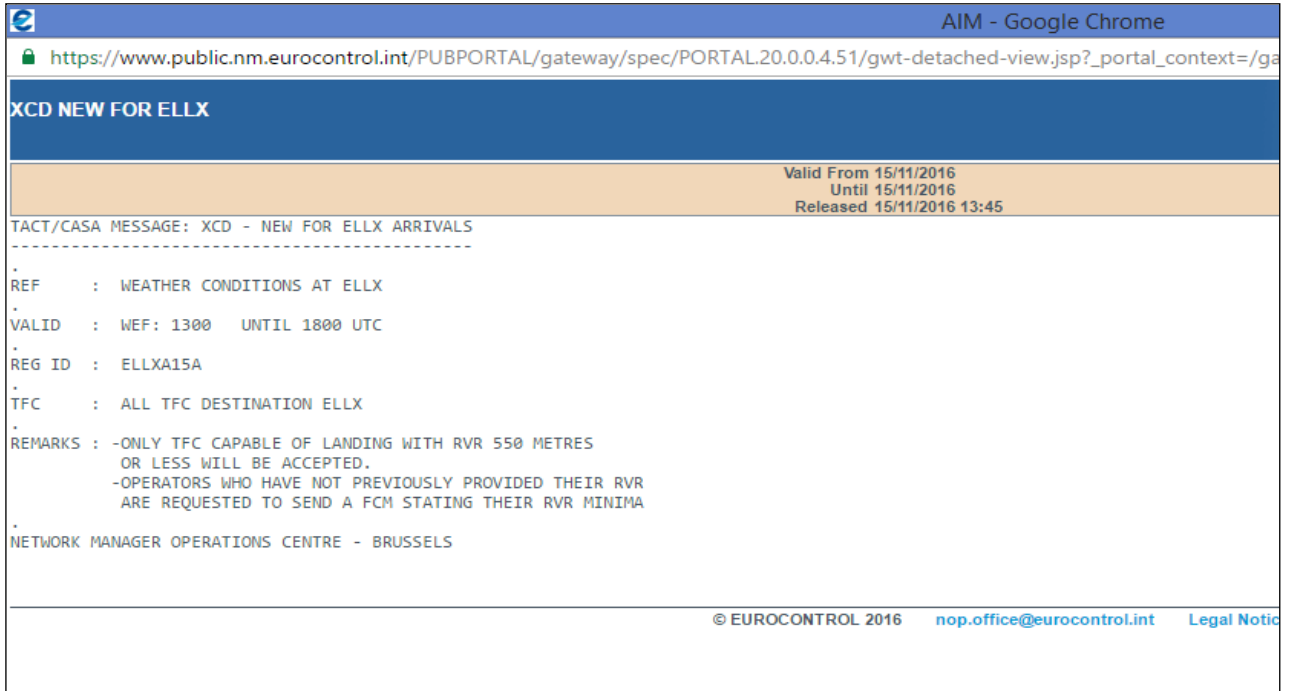 AIM - Google Chrome
https://www.public.nm.eurocontrol.int/PUBPORTAL/gateway/spec/PORTAL.20.0.0.4.51/gwt-detached-view.jsp?_portal_context=/ga
XCD NEW FOR ELLX
Valid From 15/11/2016
Until 15/11/2016
Released 15/11/2016 13:45
TACT/CASA MESSAGE: XCD - NEW FOR ELLX ARRIVALS
----------------------------------------------
.
REF : WEATHER CONDITIONS AT ELLX
.
VALID : WEF: 1300 UNTIL 1800 UTC
.
REG ID : ELLXA15A
.
TFC : ALL TFC DESTINATION ELLX
.
REMARKS : -ONLY TFC CAPABLE OF LANDING WITH RVR 550 METRES
OR LESS WILL BE ACCEPTED.
-OPERATORS WHO HAVE NOT PREVIOUSLY PROVIDED THEIR RVR
ARE REQUESTED TO SEND A FCM STATING THEIR RVR MINIMA
.
NETWORK MANAGER OPERATIONS CENTRE - BRUSSELS
© EUROCONTROL 2016 nop.office@eurocontrol.int Legal Notic